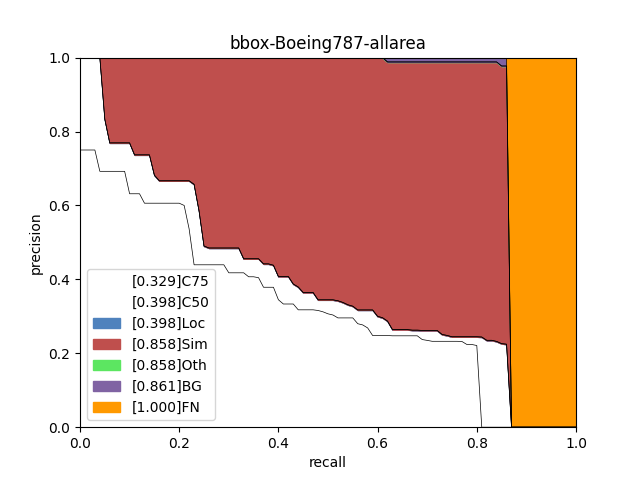 bbox-Boeing787-allarea
1.0
0.8
0.6
0.4
0.2
0.0
precision
[0.329]C75
[0.398]C50
[0.398]Loc
[0.858]Sim
[0.858]Oth
[0.861]BG
[1.000]FN
0.0 0.2 0.4 0.6 0.8 1.0
recall